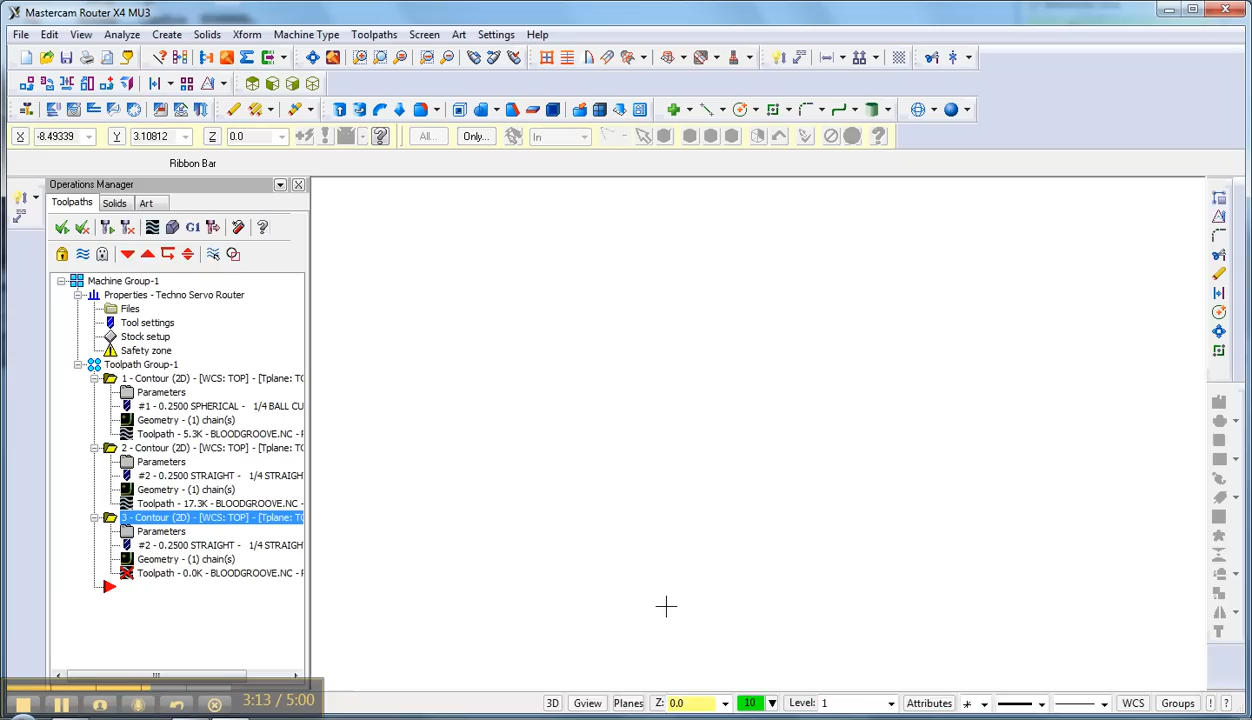 Mastercam Router X4 MU3
File Edit View Analyze Create Solids Xform Machine Type Toolpaths Screen Art Settings Help
X -8.49339 Y 3.10812 Z 0.0 All... Only... In
Ribbon Bar
Operations Manager
Toolpaths Solids Art
G1
Machine Group-1
Properties - Techno Servo Router
Files
Tool settings
Stock setup
Safety zone
Toolpath Group-1
1 - Contour (2D) - [WCS: TOP] - [Tplane: TO
Parameters
#1 - 0.2500 SPHERICAL - 1/4 BALL CU
Geometry - (1) chain(s)
Toolpath - 5.3K - BLOODGROOVE.NC -
2 - Contour (2D) - [WCS: TOP] - [Tplane: TO
Parameters
#2 - 0.2500 STRAIGHT - 1/4 STRAIGH
Geometry - (1) chain(s)
Toolpath - 17.3K - BLOODGROOVE.NC -
3 - Contour (2D) - [WCS: TOP] - [Tplane: TO
Parameters
#2 - 0.2500 STRAIGHT - 1/4 STRAIGH
Geometry - (1) chain(s)
Toolpath - 0.0K - BLOODGROOVE.NC -
3:13 / 5:00
3D Gview Planes Z: 0.0 10 Level: 1 Attributes WCS Groups ! ?